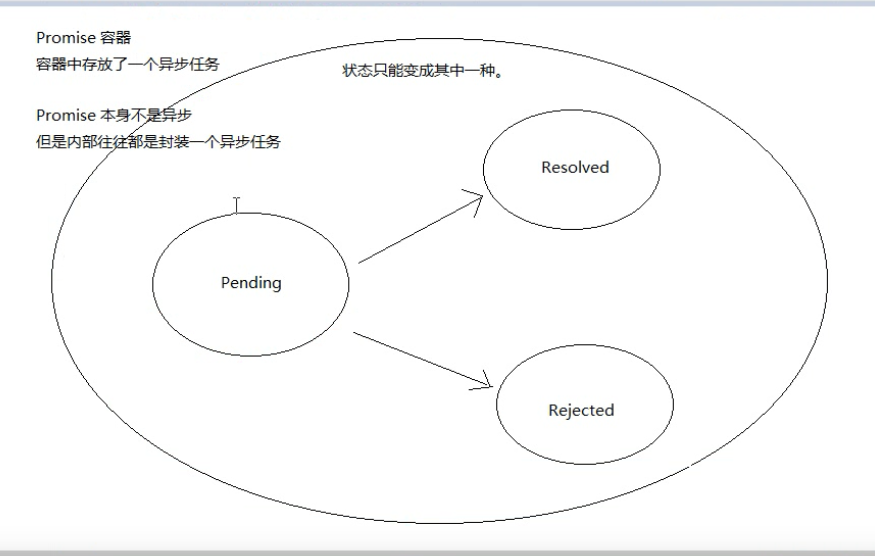 Promise 容器
容器中存放了一个异步任务
状态只能变成其中一种。
Promise 本身不是异步
但是内部往往都是封装一个异步任务
Resolved
Pending
Rejected